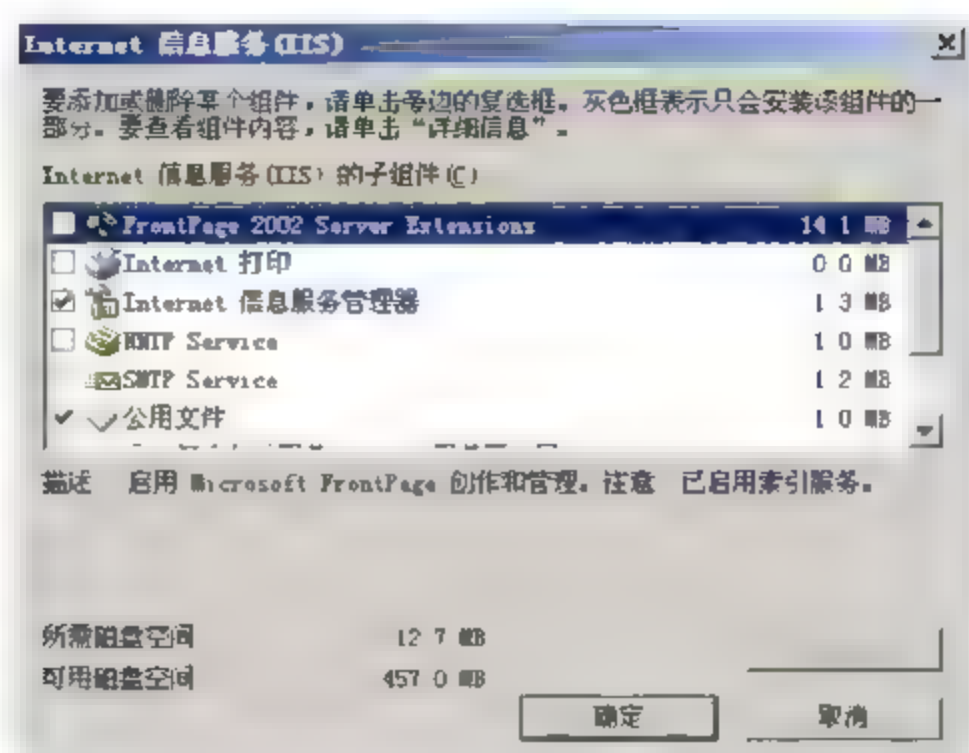 Internet 信息服务(IIS)
要添加或删除某个组件，请单击旁边的复选框。灰色框表示只会安装该组件的一
部分。要查看组件内容，请单击“详细信息”。
Internet 信息服务(IIS) 的子组件(C)
FrontPage 2002 Server Extensions 14 1 MB
Internet 打印 0 0 MB
Internet 信息服务管理器 1 3 MB
NNTP Service 1 0 MB
SMTP Service 1 2 MB
公用文件 1 0 MB
描述 启用 Microsoft FrontPage 创作和管理。注意 已启用索引服务。
所需磁盘空间 12 7 MB
可用磁盘空间 457 0 MB
确定 取消